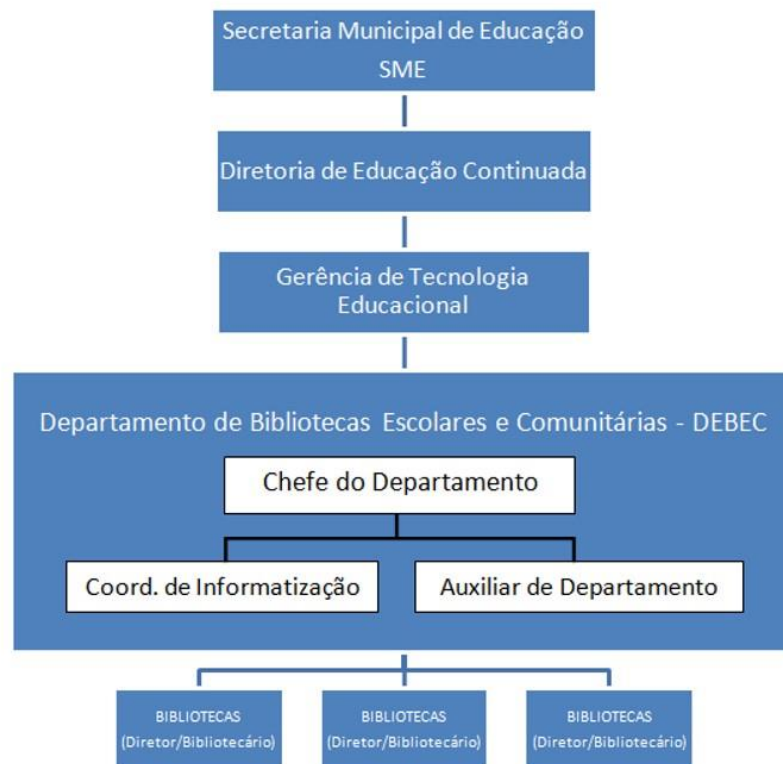 Secretaria Municipal de Educação
SME
Diretoria de Educação Continuada
Gerência de Tecnologia
Educacional
Departamento de Bibliotecas Escolares e Comunitárias - DEBEC
Chefe do Departamento
Coord. de Informatização
Auxiliar de Departamento
BIBLIOTECAS
(Diretor/Bibliotecário)
BIBLIOTECAS
(Diretor/Bibliotecário)
BIBLIOTECAS
(Diretor/Bibliotecário)